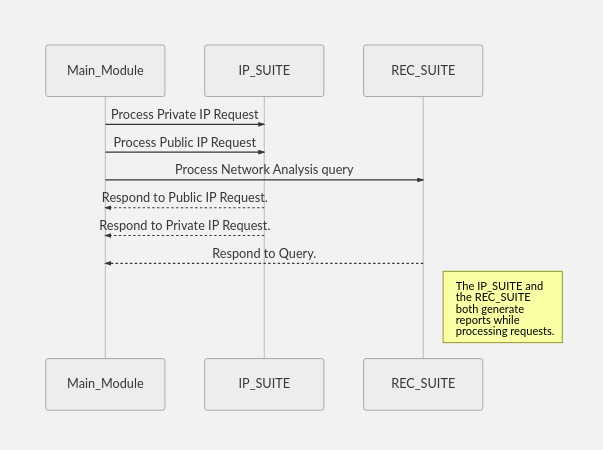 Main_Module
IP_SUITE
REC_SUITE
Process Private IP Request
Process Public IP Request
Process Network Analysis query
Respond to Public IP Request.
Respond to Private IP Request.
Respond to Query.
The IP_SUITE and
the REC_SUITE
both generate
reports while
processing requests.
Main_Module
IP_SUITE
REC_SUITE